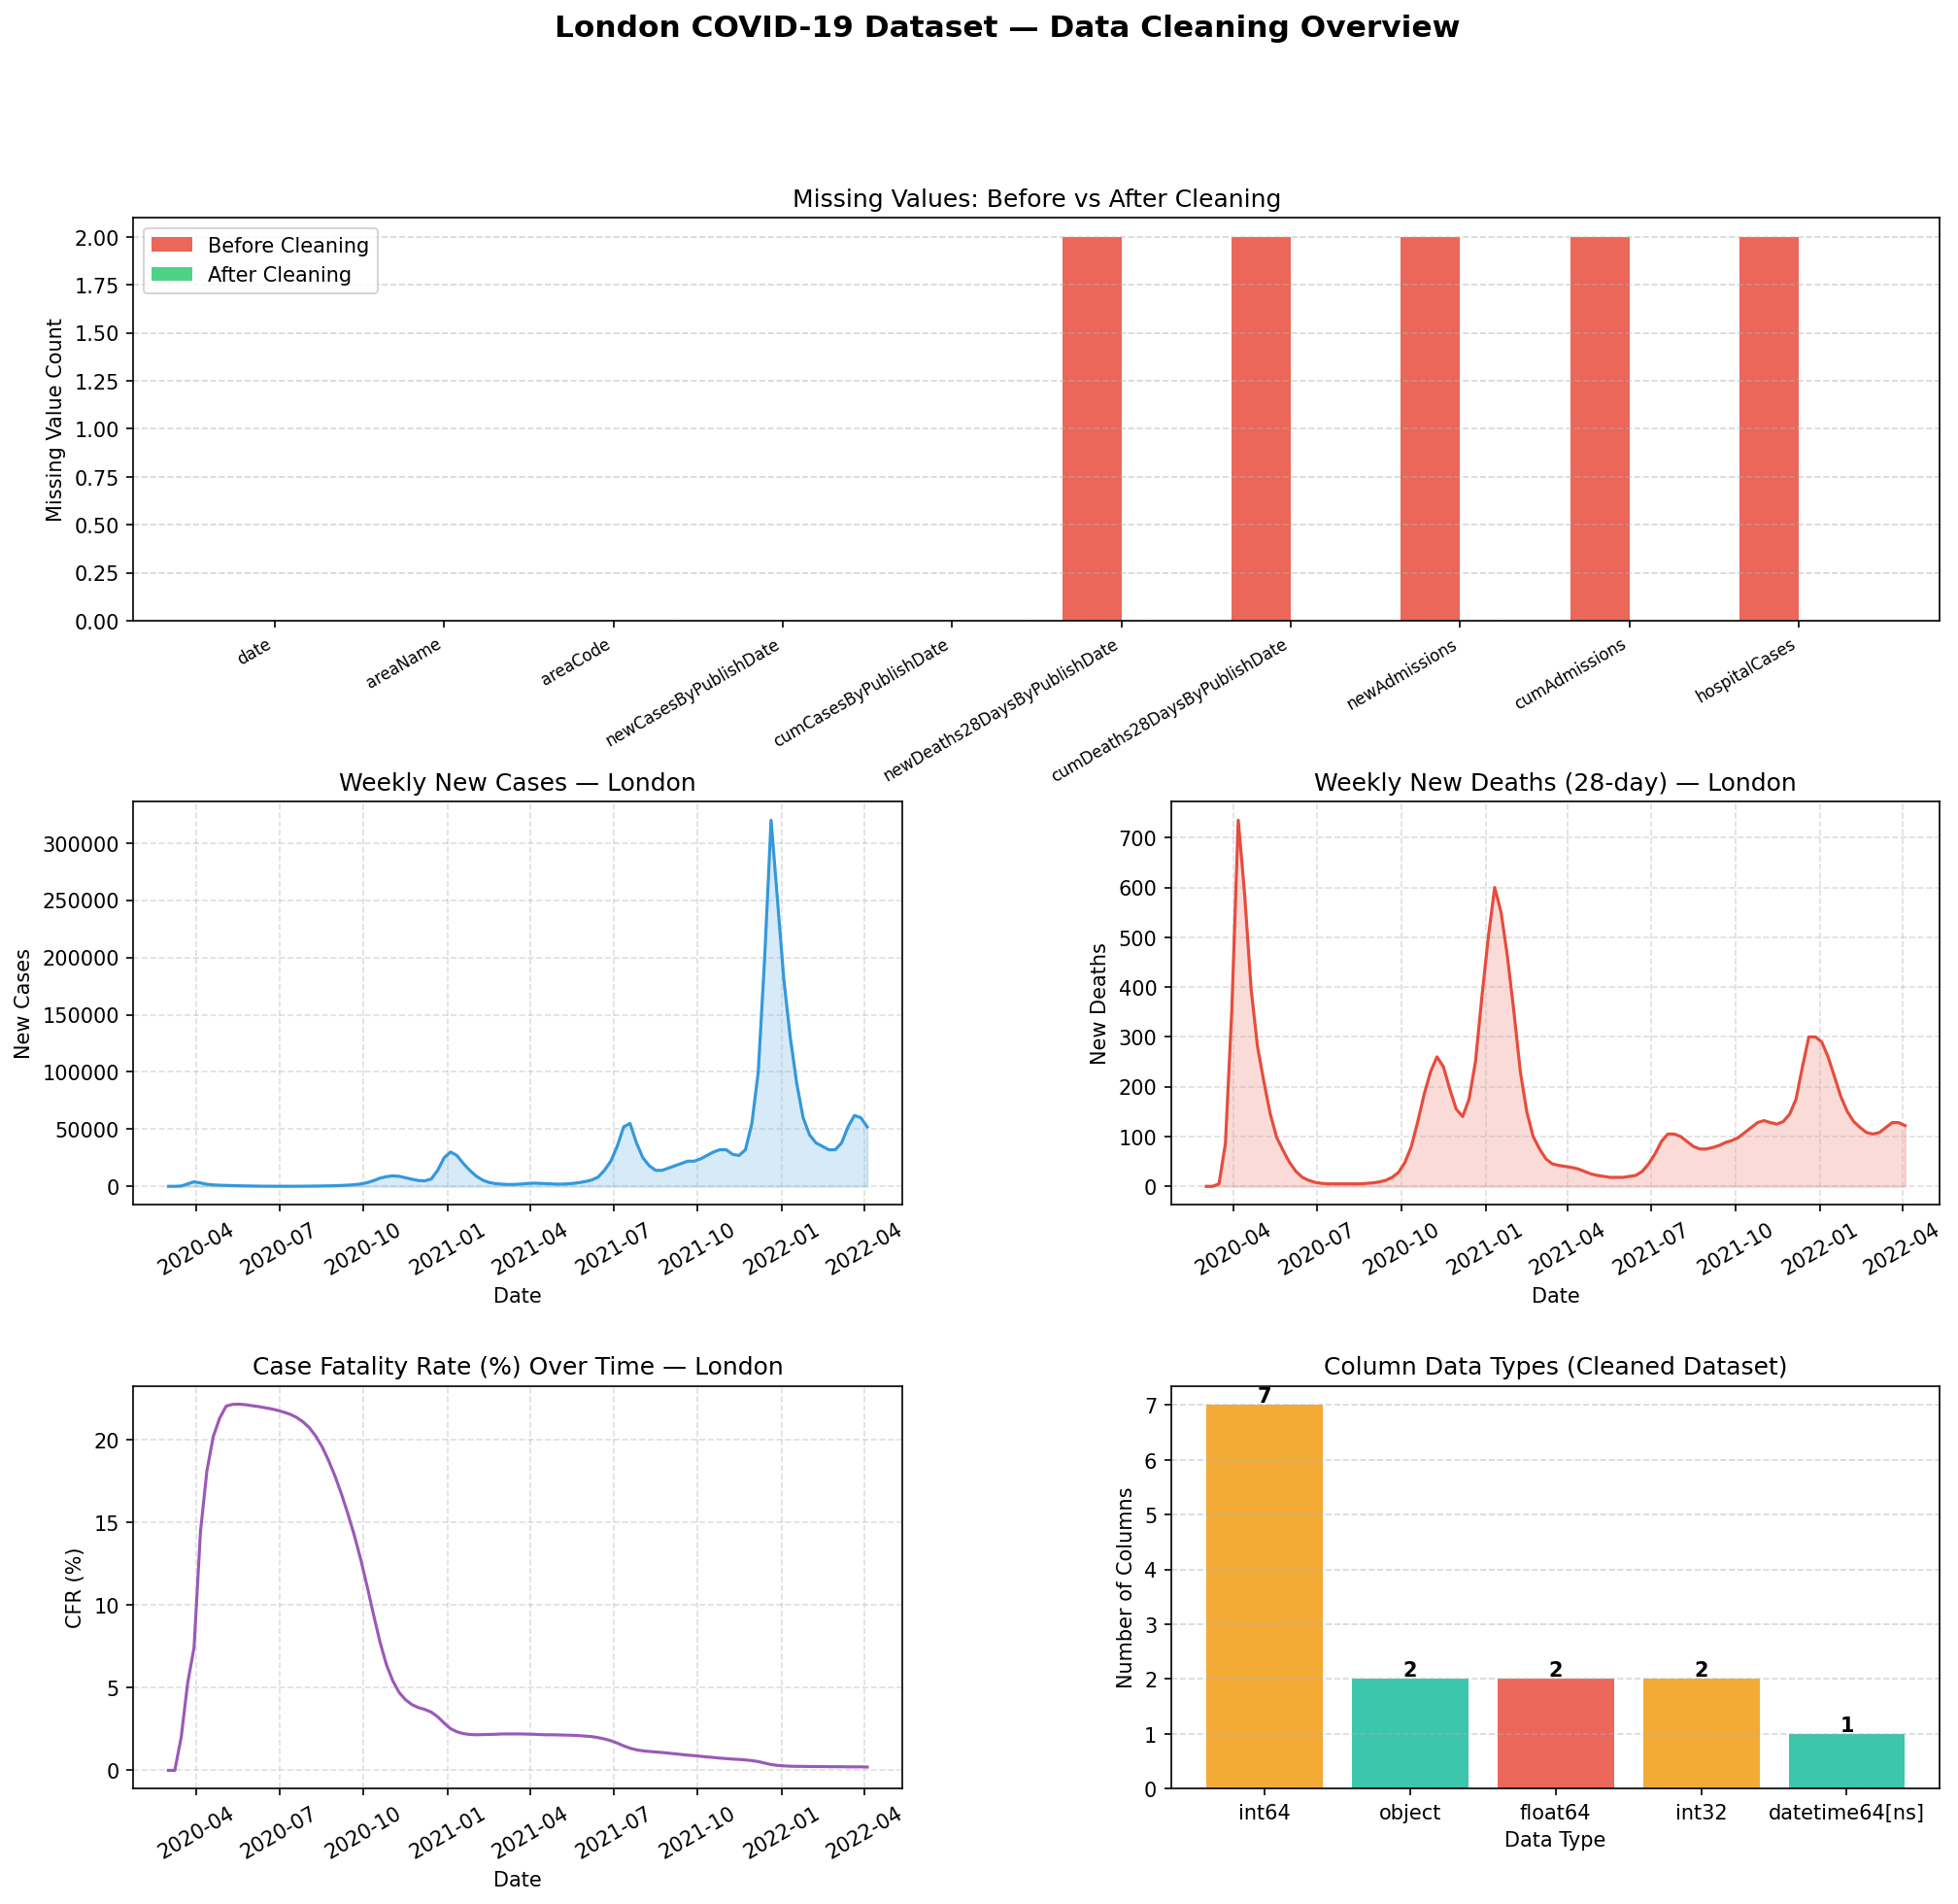 London COVID-19 Dataset — Data Cleaning Overview
Missing Values: Before vs After Cleaning
Before Cleaning
After Cleaning
Missing Value Count
2.00
1.75
1.50
1.25
1.00
0.75
0.50
0.25
0.00
date
areaName
areaCode
newCasesByPublishDate
cumCasesByPublishDate
newDeaths28DaysByPublishDate
cumDeaths28DaysByPublishDate
newAdmissions
cumAdmissions
hospitalCases
Weekly New Cases — London
New Cases
300000
250000
200000
150000
100000
50000
0
2020-04
2020-07
2020-10
2021-01
2021-04
2021-07
2021-10
2022-01
2022-04
Date
Weekly New Deaths (28-day) — London
New Deaths
700
600
500
400
300
200
100
0
2020-04
2020-07
2020-10
2021-01
2021-04
2021-07
2021-10
2022-01
2022-04
Date
Case Fatality Rate (%) Over Time — London
CFR (%)
20
15
10
5
0
2020-04
2020-07
2020-10
2021-01
2021-04
2021-07
2021-10
2022-01
2022-04
Date
Column Data Types (Cleaned Dataset)
Number of Columns
7
6
5
4
3
2
1
0
7
2
2
2
1
int64
object
float64
int32
datetime64[ns]
Data Type